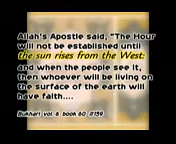 Allah's Apostle said, "The Hour
will not be established until
the sun rises from the West:
and when the people see it,
then whoever will be living on
the surface of the earth will
have faith....
Bukhari vol. 6 book 60 #159